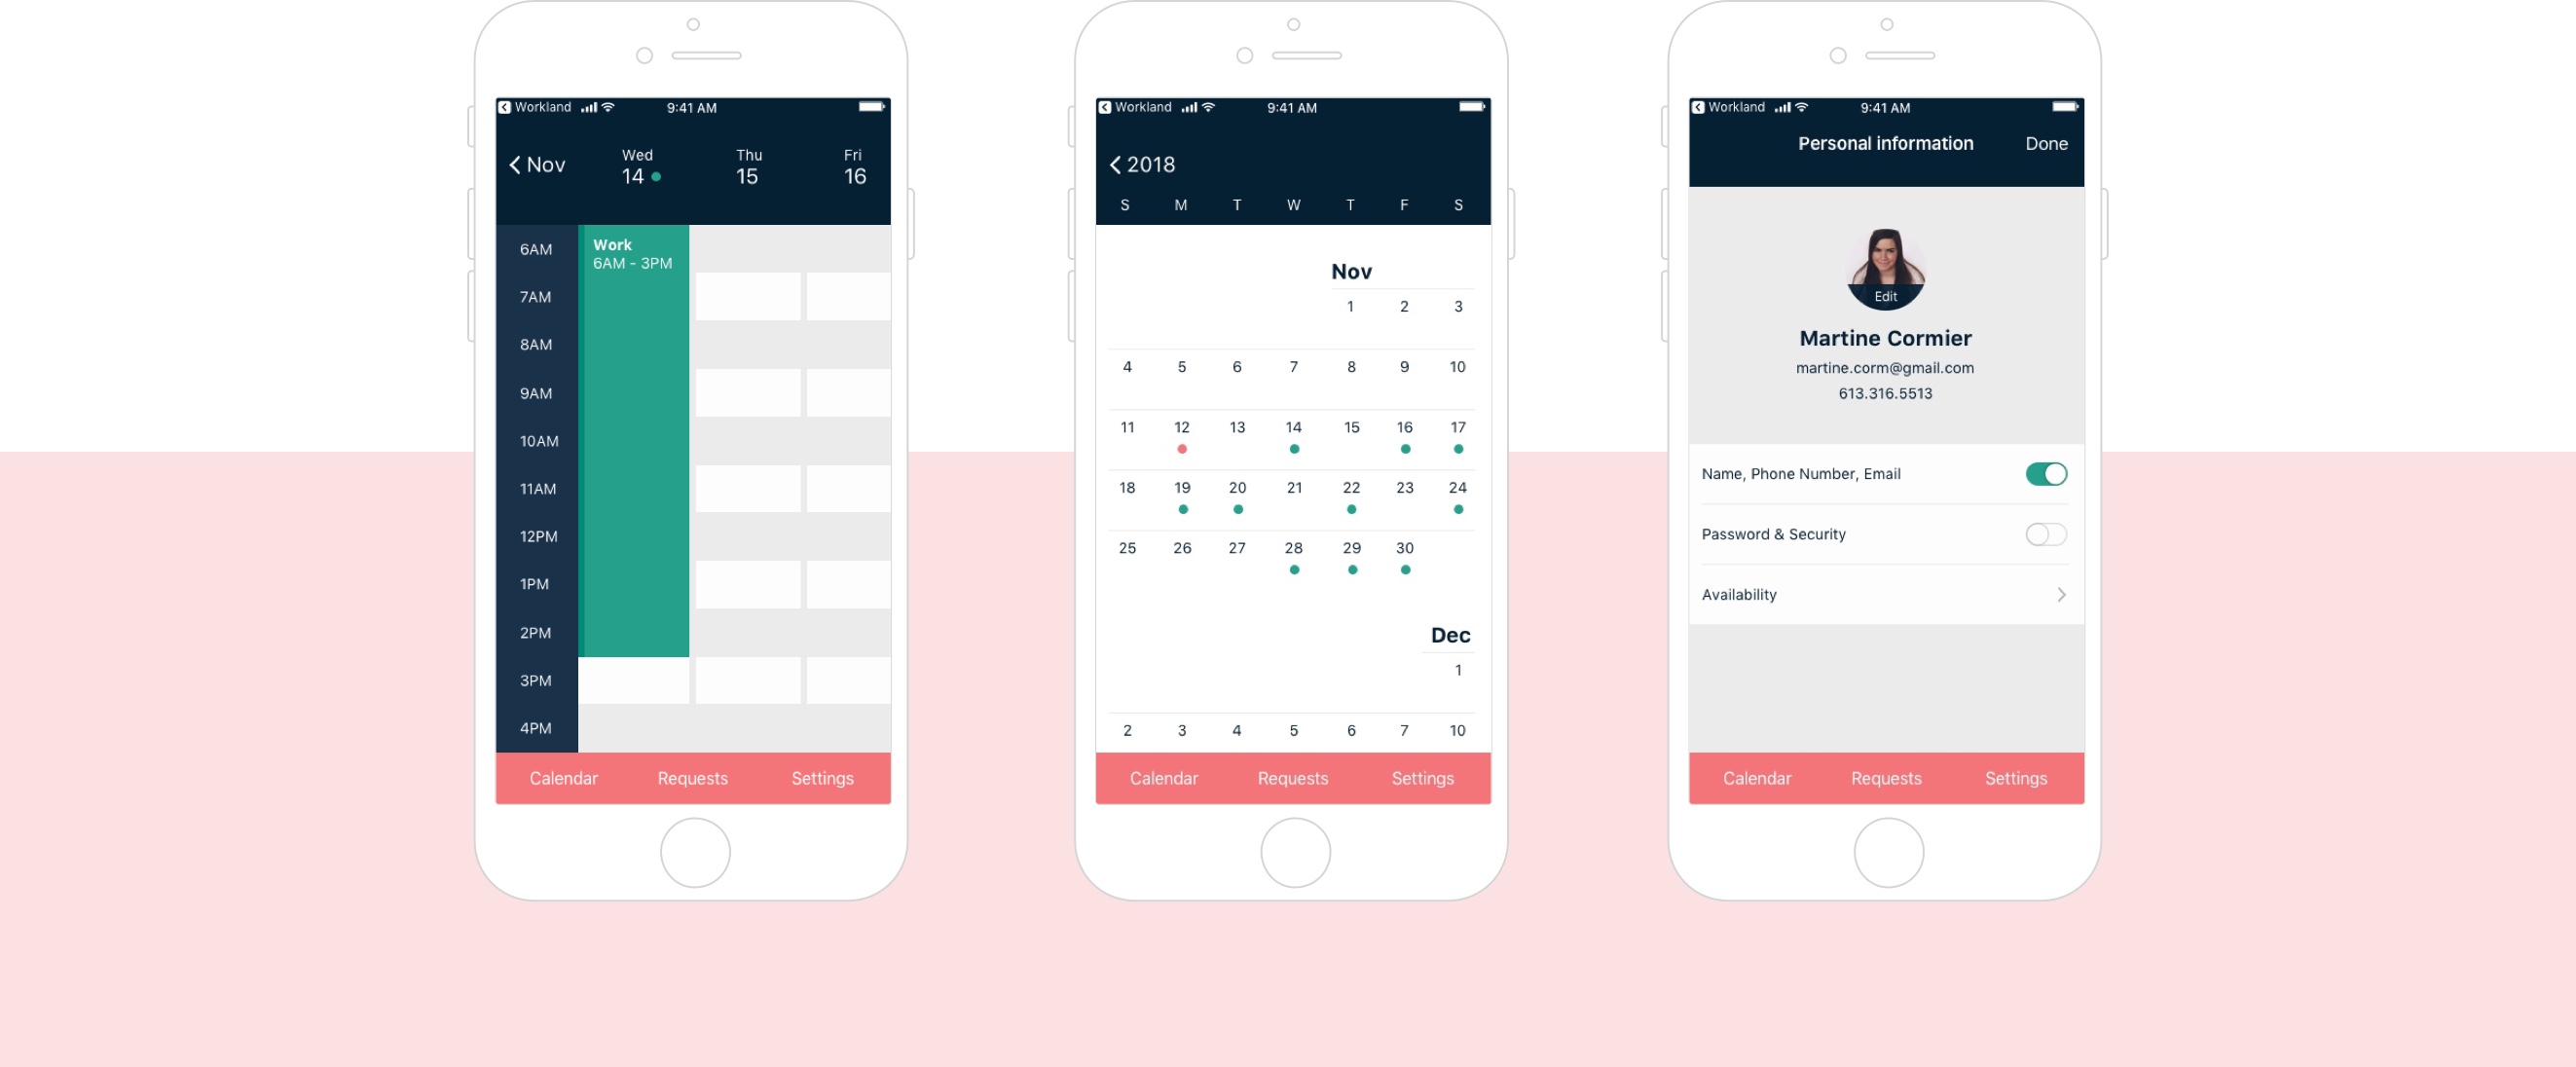 Workland 9:41 AM
Nov
Wed Thu Fri
14 15 16
6AM
Work
6AM - 3PM
7AM
8AM
9AM
10AM
11AM
12PM
1PM
2PM
3PM
4PM
Calendar Requests Settings
Workland 9:41 AM
2018
S M T W T F S
Nov
1 2 3
4 5 6 7 8 9 10
11 12 13 14 15 16 17
18 19 20 21 22 23 24
25 26 27 28 29 30
Dec
1
2 3 4 5 6 7 10
Calendar Requests Settings
Workland 9:41 AM
Personal information Done
Edit
Martine Cormier
martine.corm@gmail.com
613.316.5513
Name, Phone Number, Email
Password & Security
Availability
Calendar Requests Settings